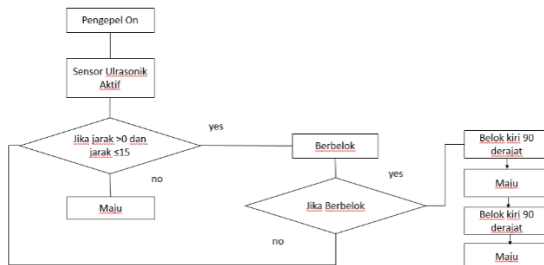 Pengepel On
Sensor Ulrasonik
Aktif
Jika jarak >0 dan
jarak ≤15
yes
no
Maju
Berbelok
Jika Berbelok
yes
no
Belok kiri 90
derajat
Maju
Belok kiri 90
derajat
Maju